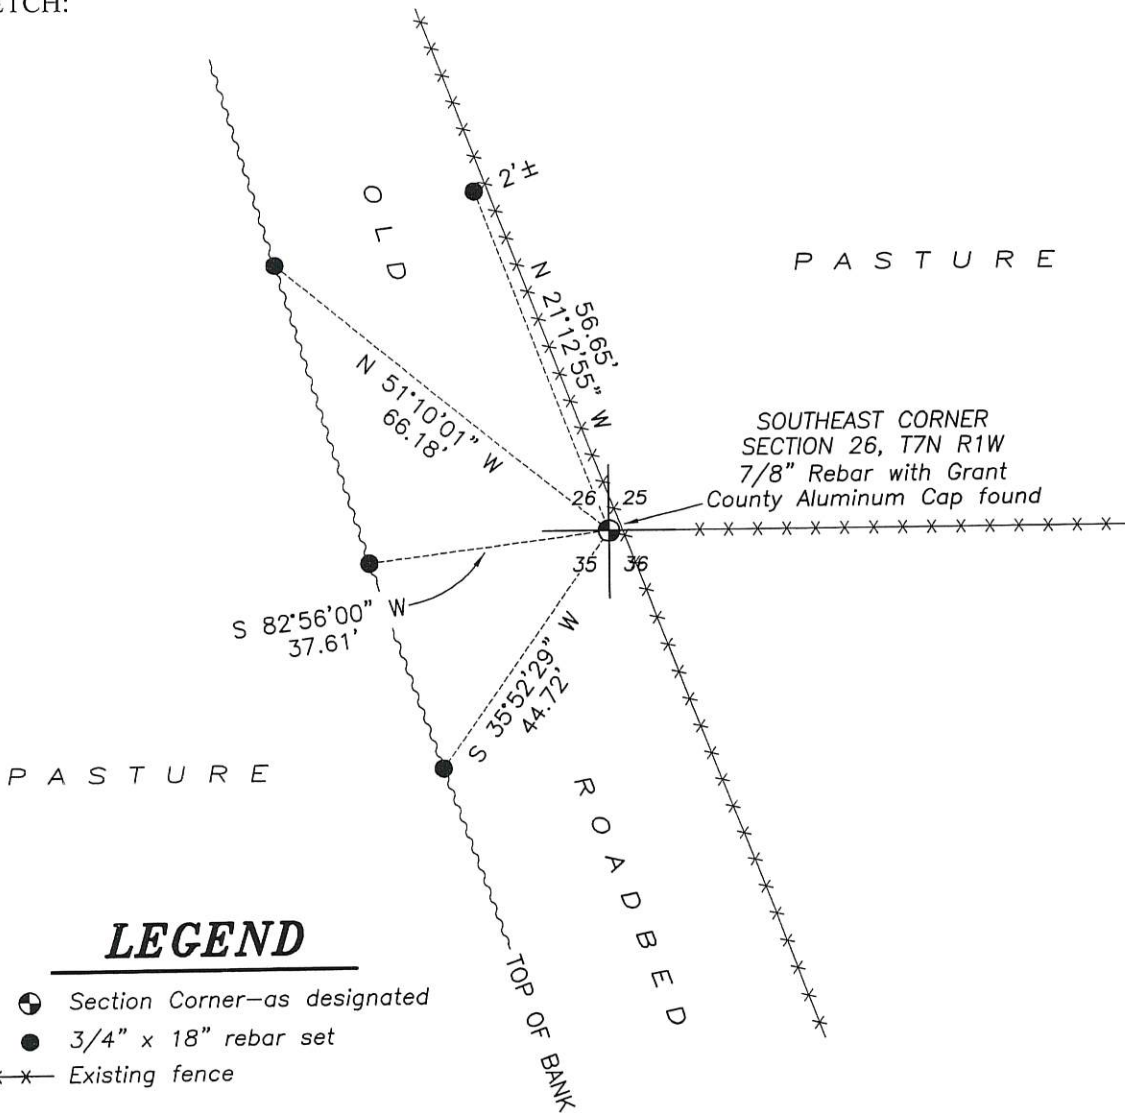 ETCH:
2'±
OLD
PASTURE
N 21°12'55" W
56.65'
N 51°10'01" W
66.18'
SOUTHEAST CORNER
SECTION 26, T7N R1W
7/8" Rebar with Grant
County Aluminum Cap found
26 25
35 36
S 82°56'00" W
37.61'
S 35°52'29" W
44.72'
PASTURE
ROADBED
TOP OF BANK
LEGEND
Section Corner-as designated
3/4" x 18" rebar set
Existing fence